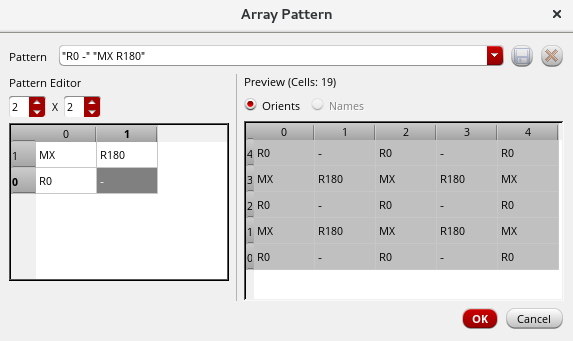 Array Pattern
Pattern "R0 -" "MX R180"
Pattern Editor
2 X 2
0 1
1 MX R180
0 R0 -
Preview (Cells: 19)
Orients Names
0 1 2 3 4
4 R0 - R0 - R0
3 MX R180 MX R180 MX
2 R0 - R0 - R0
1 MX R180 MX R180 MX
0 R0 - R0 - R0
OK Cancel